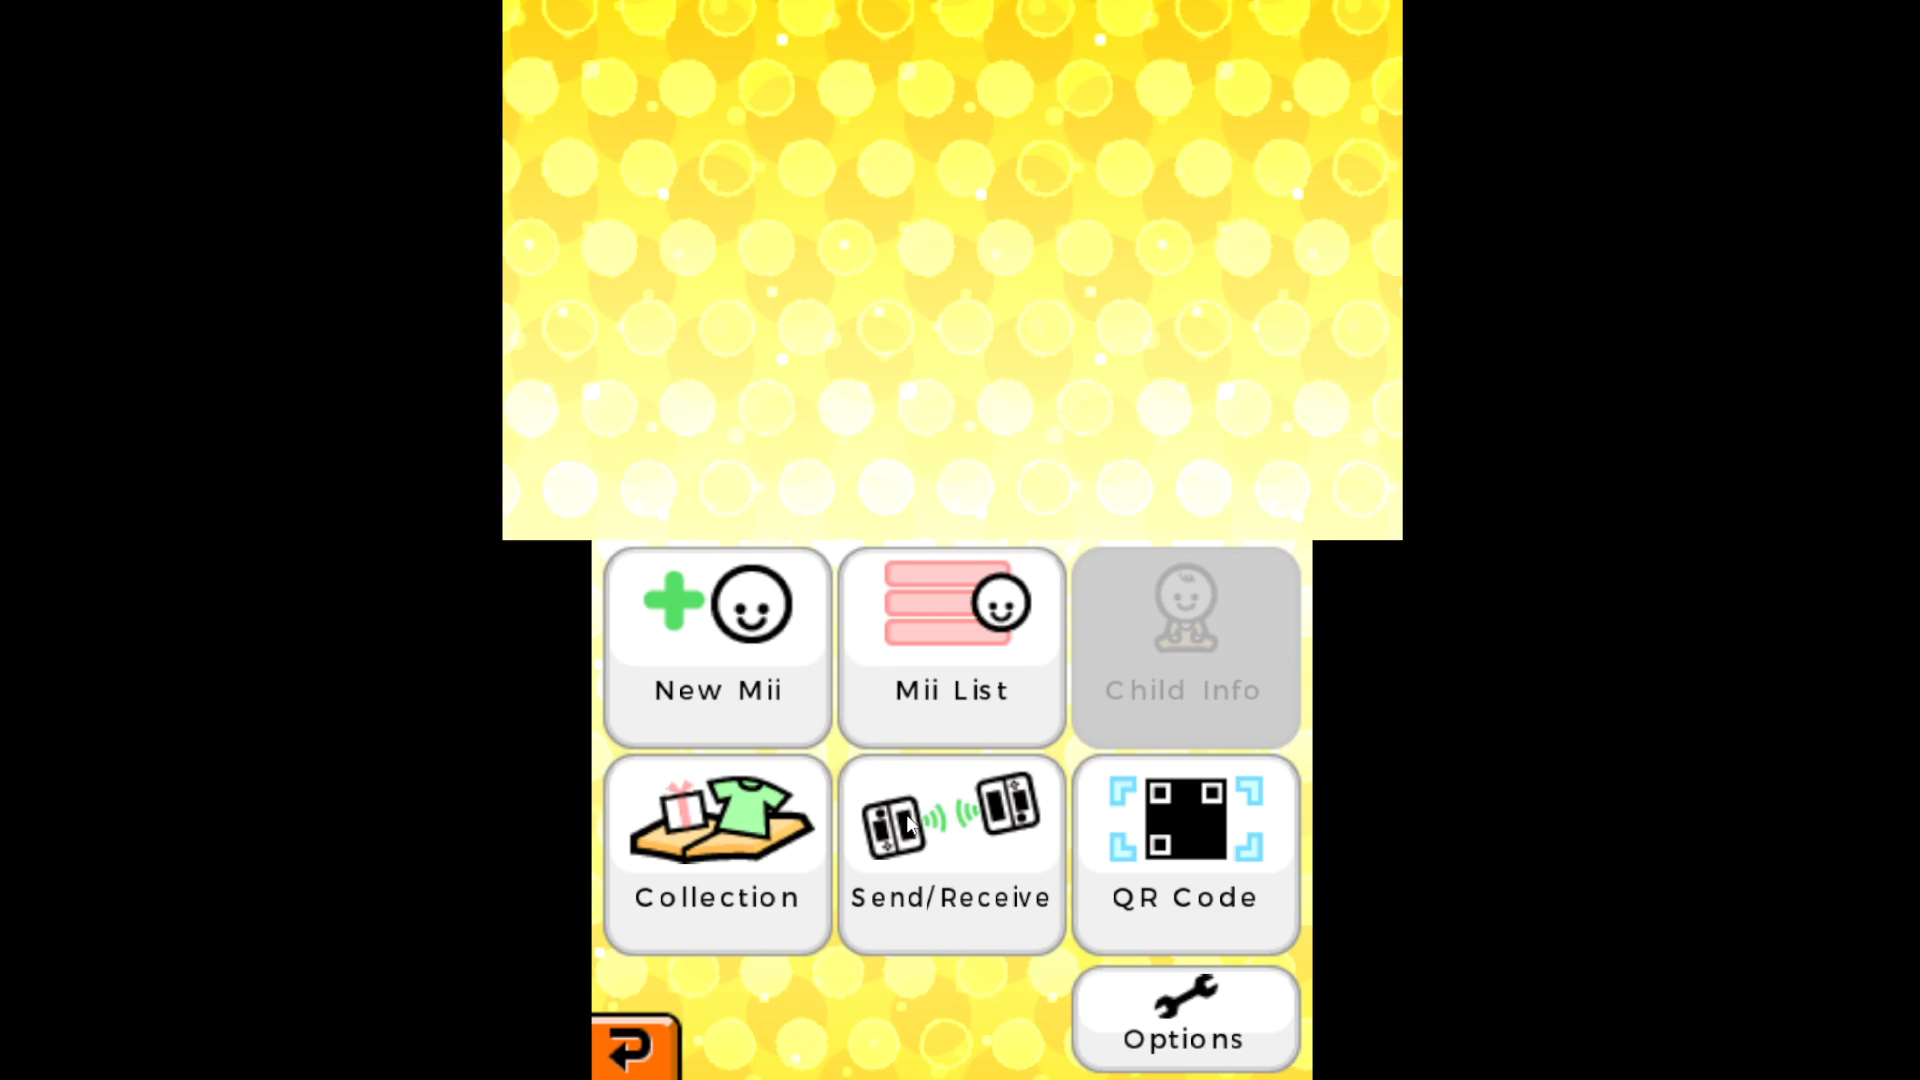 New Mii
Mii List
Child Info
Collection
Send/Receive
QR Code
Options